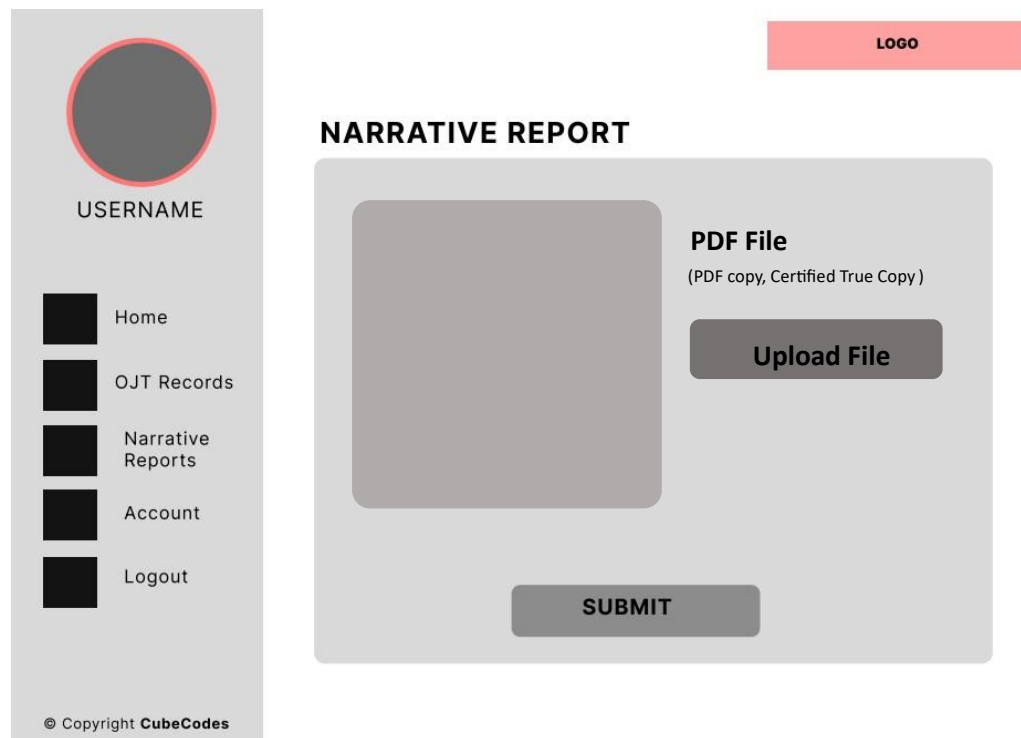 LOGO
USERNAME
Home
OJT Records
Narrative
Reports
Account
Logout
© Copyright CubeCodes
NARRATIVE REPORT
PDF File
(PDF copy, Certified True Copy )
Upload File
SUBMIT